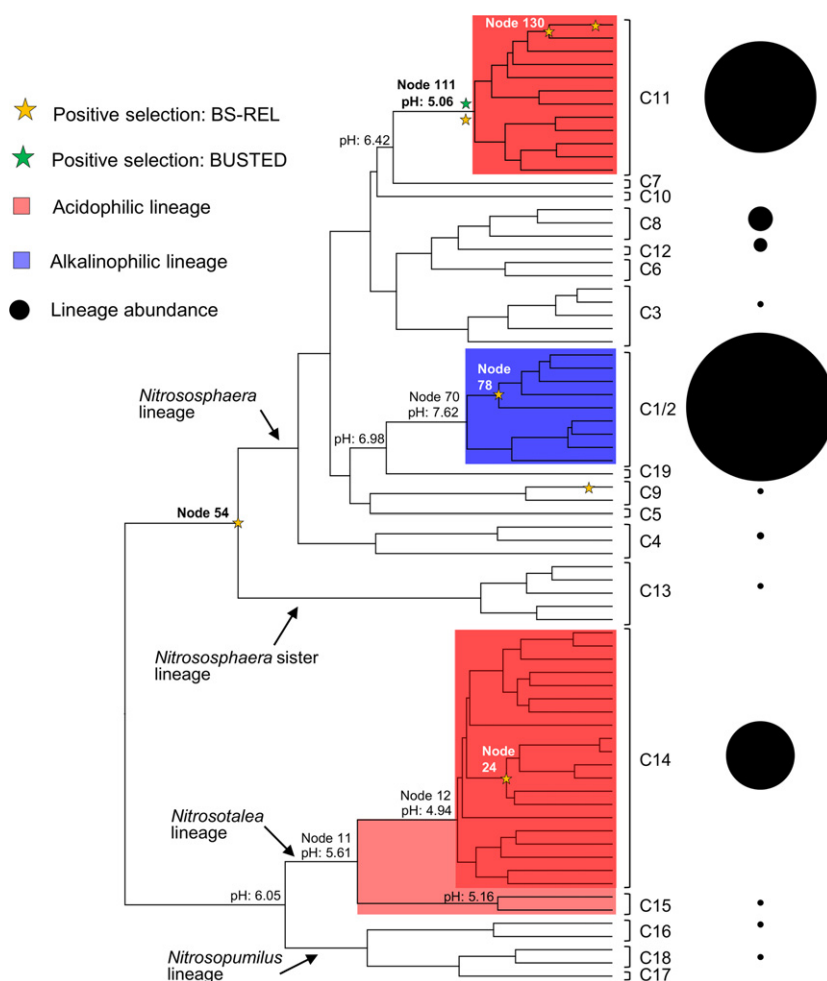 Positive selection: BS-REL
Positive selection: BUSTED
Acidophilic lineage
Alkalinophilic lineage
Lineage abundance
Node 130
Node 111
pH: 5.06
pH: 6.42
C11
C7
C10
C8
C12
C6
C3
Nitrososphaera
lineage
Node
78
Node 70
pH: 7.62
pH: 6.98
C1/2
C19
C9
C5
Node 54
C4
C13
Nitrososphaera sister
lineage
Node
24
C14
Node 12
pH: 4.94
Nitrosotalea
lineage
Node 11
pH: 5.61
pH: 6.05
pH: 5.16
C15
C16
Nitrosopumilus
lineage
C18
C17